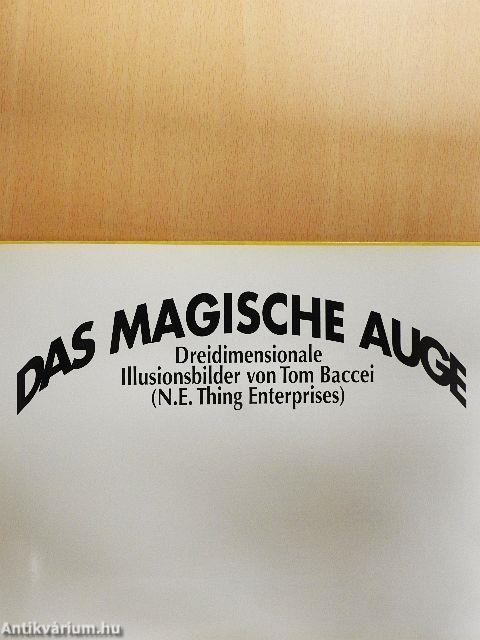 DAS MAGISCHE AUGE
Dreidimensionale
Illusionsbilder von Tom Baccei
(N.E. Thing Enterprises)
Antikvárium.hu